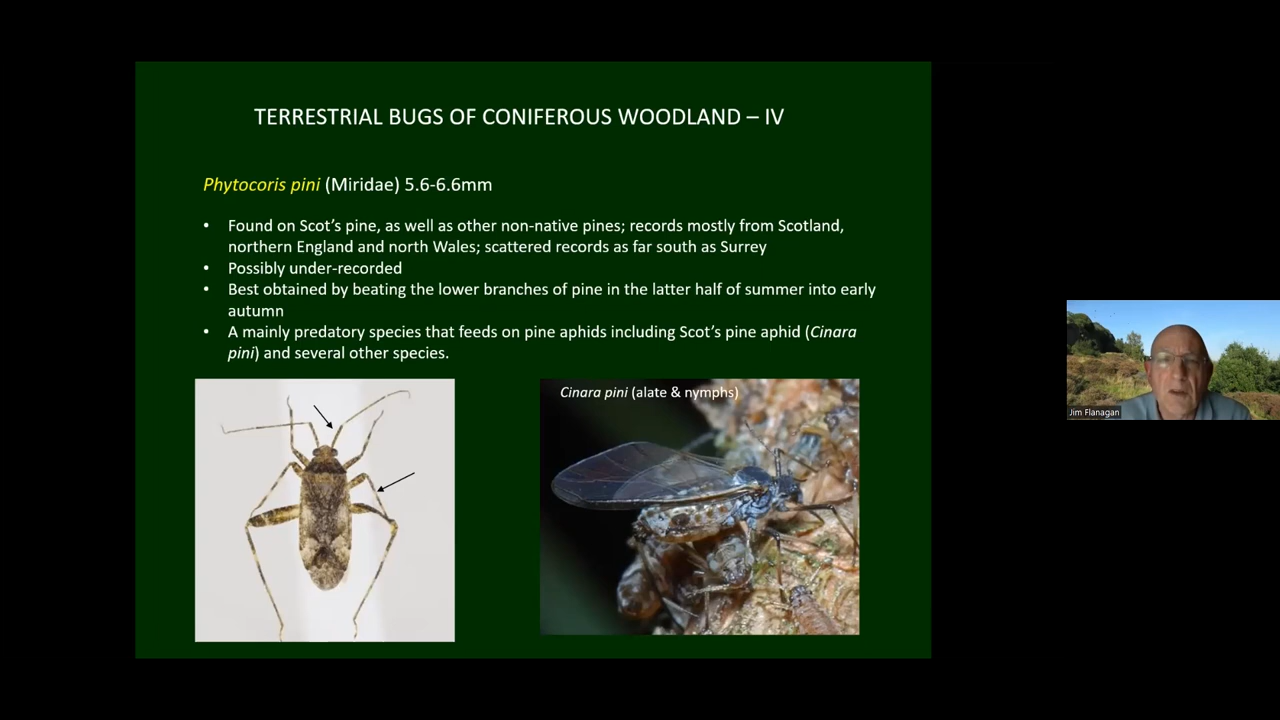 TERRESTRIAL BUGS OF CONIFEROUS WOODLAND – IV
Phytocoris pini (Miridae) 5.6-6.6mm
• Found on Scot's pine, as well as other non-native pines; records mostly from Scotland,
northern England and north Wales; scattered records as far south as Surrey
• Possibly under-recorded
• Best obtained by beating the lower branches of pine in the latter half of summer into early
autumn
• A mainly predatory species that feeds on pine aphids including Scot's pine aphid (Cinara
pini) and several other species.
Cinara pini (alate & nymphs)
Jim Flanagan